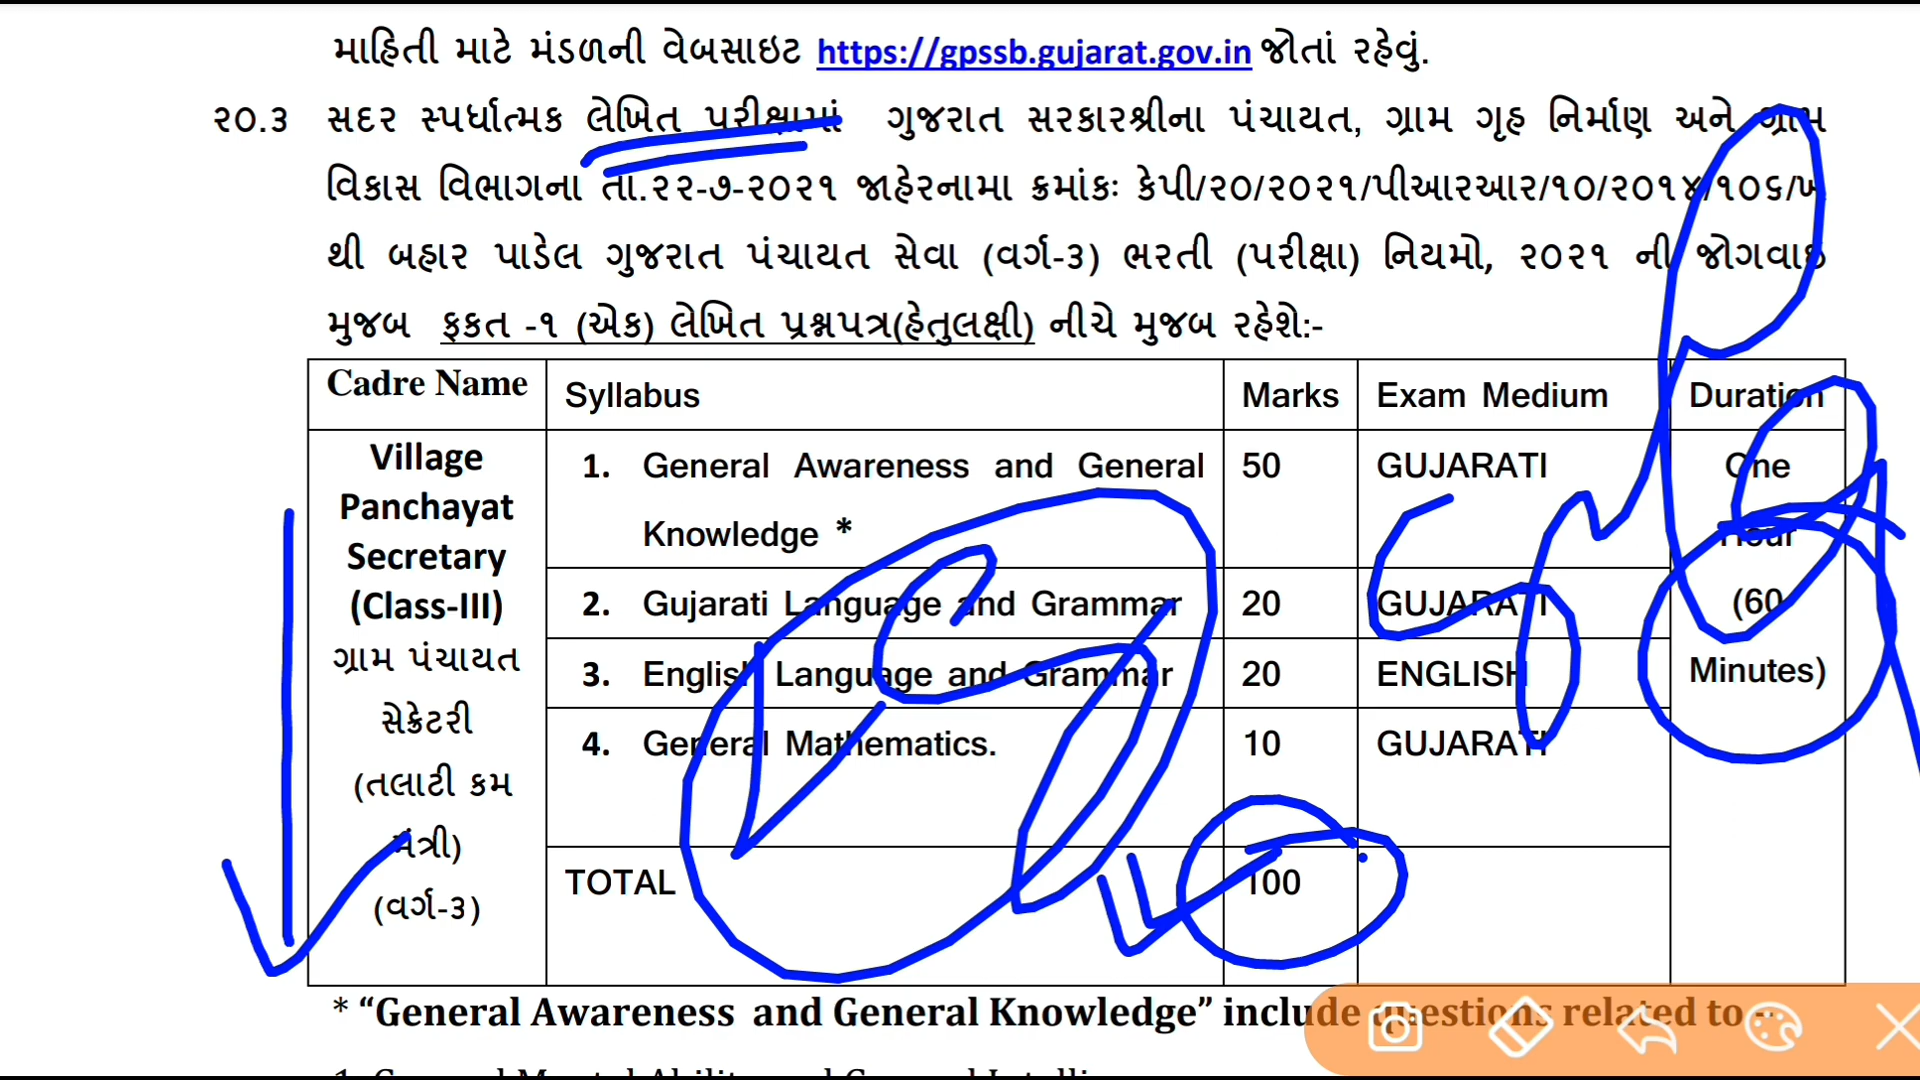 માહિતી માટે મંડળની વેબસાઇટ https://gpssb.gujarat.gov.in જોતાં રહેવું.
૨૦.૩ સદર સ્પર્ધાત્મક લેખિત પરીક્ષામાં ગુજરાત સરકારશ્રીના પંચાયત, ગ્રામ ગૃહ નિર્માણ અને ગ્રામ
વિકાસ વિભાગના તા.૨૨-૭-૨૦૨૧ જાહેરનામા ક્રમાંકઃ કેપી/૨૦/૨૦૨૧/પીઆરઆર/૧૦/૨૦૧૪/૧૦૬/ખ
થી બહાર પાડેલ ગુજરાત પંચાયત સેવા (વર્ગ-૩) ભરતી (પરીક્ષા) નિયમો, ૨૦૨૧ ની જોગવાઇ
મુજબ ફકત -૧ (એક) લેખિત પ્રશ્નપત્ર(હેતુલક્ષી) નીચે મુજબ રહેશે:-
Cadre Name Syllabus Marks Exam Medium Duration
Village Panchayat Secretary (Class-III)
ગ્રામ પંચાયત
સેક્રેટરી
(તલાટી કમ
મંત્રી)
(વર્ગ-૩)
1. General Awareness and General 50 GUJARATI One
Knowledge * Hour
2. Gujarati Language and Grammar 20 GUJARATI (60
3. English Language and Grammar 20 ENGLISH Minutes)
4. General Mathematics. 10 GUJARATI
TOTAL 100
* “General Awareness and General Knowledge” include questions related to -